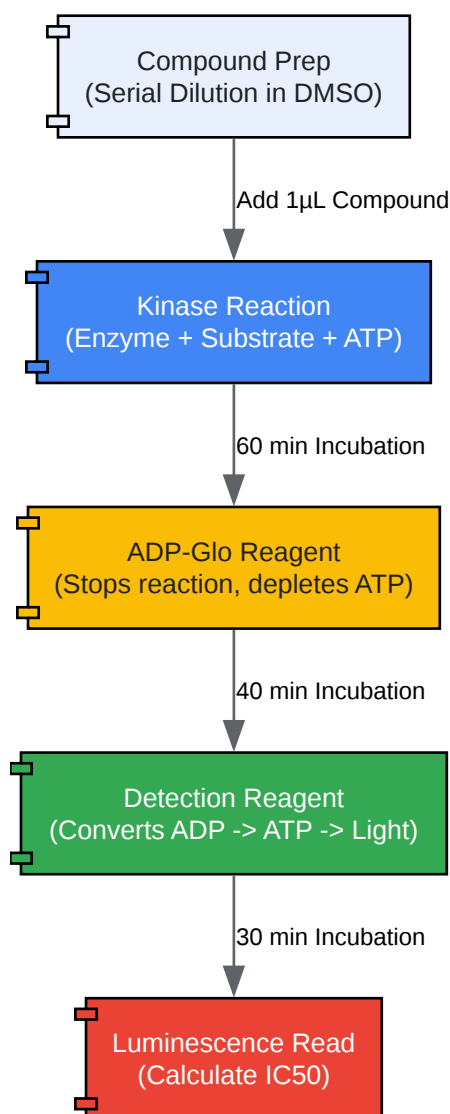 Compound Prep
(Serial Dilution in DMSO)
Add 1µL Compound
Kinase Reaction
(Enzyme + Substrate + ATP)
60 min Incubation
ADP-Glo Reagent
(Stops reaction, depletes ATP)
40 min Incubation
Detection Reagent
(Converts ADP -> ATP -> Light)
30 min Incubation
Luminescence Read
(Calculate IC50)